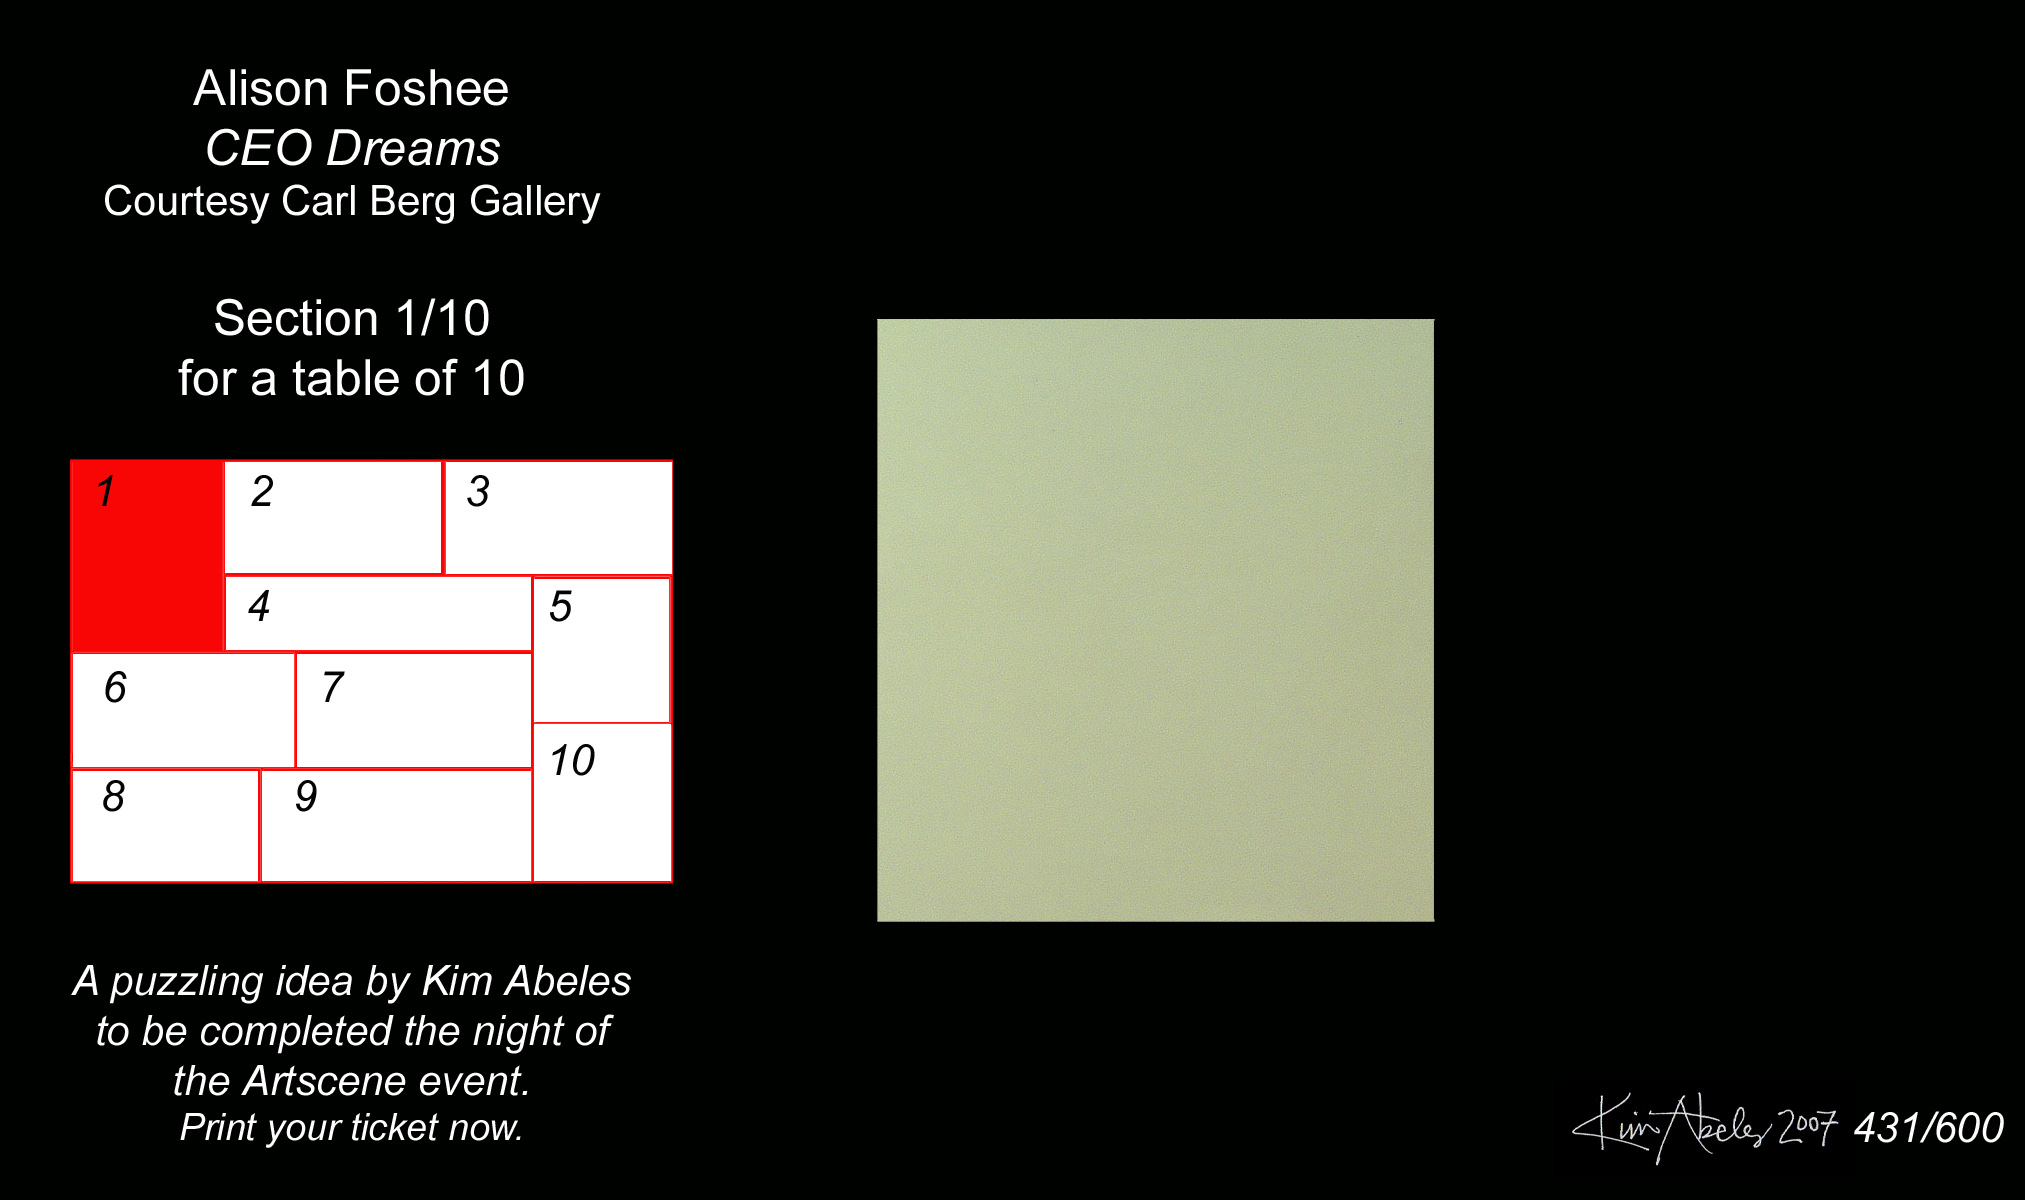 Alison Foshee
CEO Dreams
Courtesy Carl Berg Gallery
Section 1/10
for a table of 10
1
2
3
4
5
6
7
8
9
10
A puzzling idea by Kim Abeles
to be completed the night of
the Artscene event.
Print your ticket now.
Kim Abeles 2007 431/600